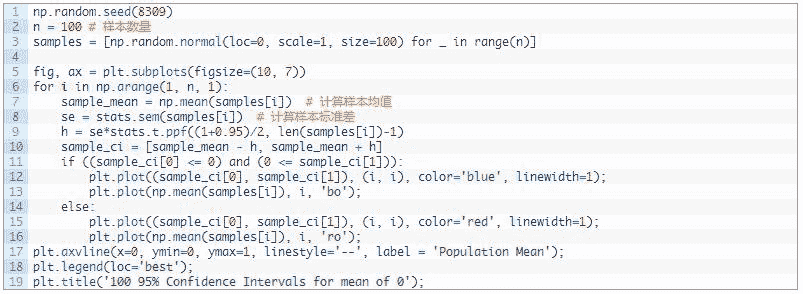 1 np.random.seed(8309)
2 n = 100 # 样本数量
3 samples = [np.random.normal(loc=0, scale=1, size=100) for _ in range(n)]
4
5 fig, ax = plt.subplots(figsize=(10, 7))
6 for i in np.arange(1, n, 1):
7     sample_mean = np.mean(samples[i])  # 计算样本均值
8     se = stats.sem(samples[i])  # 计算样本标准差
9     h = se*stats.t.ppf((1+0.95)/2, len(samples[i])-1)
10     sample_ci = [sample_mean - h, sample_mean + h]
11     if ((sample_ci[0] <= 0) and (0 <= sample_ci[1])):
12         plt.plot((sample_ci[0], sample_ci[1]), (i, i), color='blue', linewidth=1);
13         plt.plot(np.mean(samples[i]), i, 'bo');
14     else:
15         plt.plot((sample_ci[0], sample_ci[1]), (i, i), color='red', linewidth=1);
16         plt.plot(np.mean(samples[i]), i, 'ro');
17 plt.axvline(x=0, ymin=0, ymax=1, linestyle='--', label = 'Population Mean');
18 plt.legend(loc='best');
19 plt.title('100 95% Confidence Intervals for mean of 0');